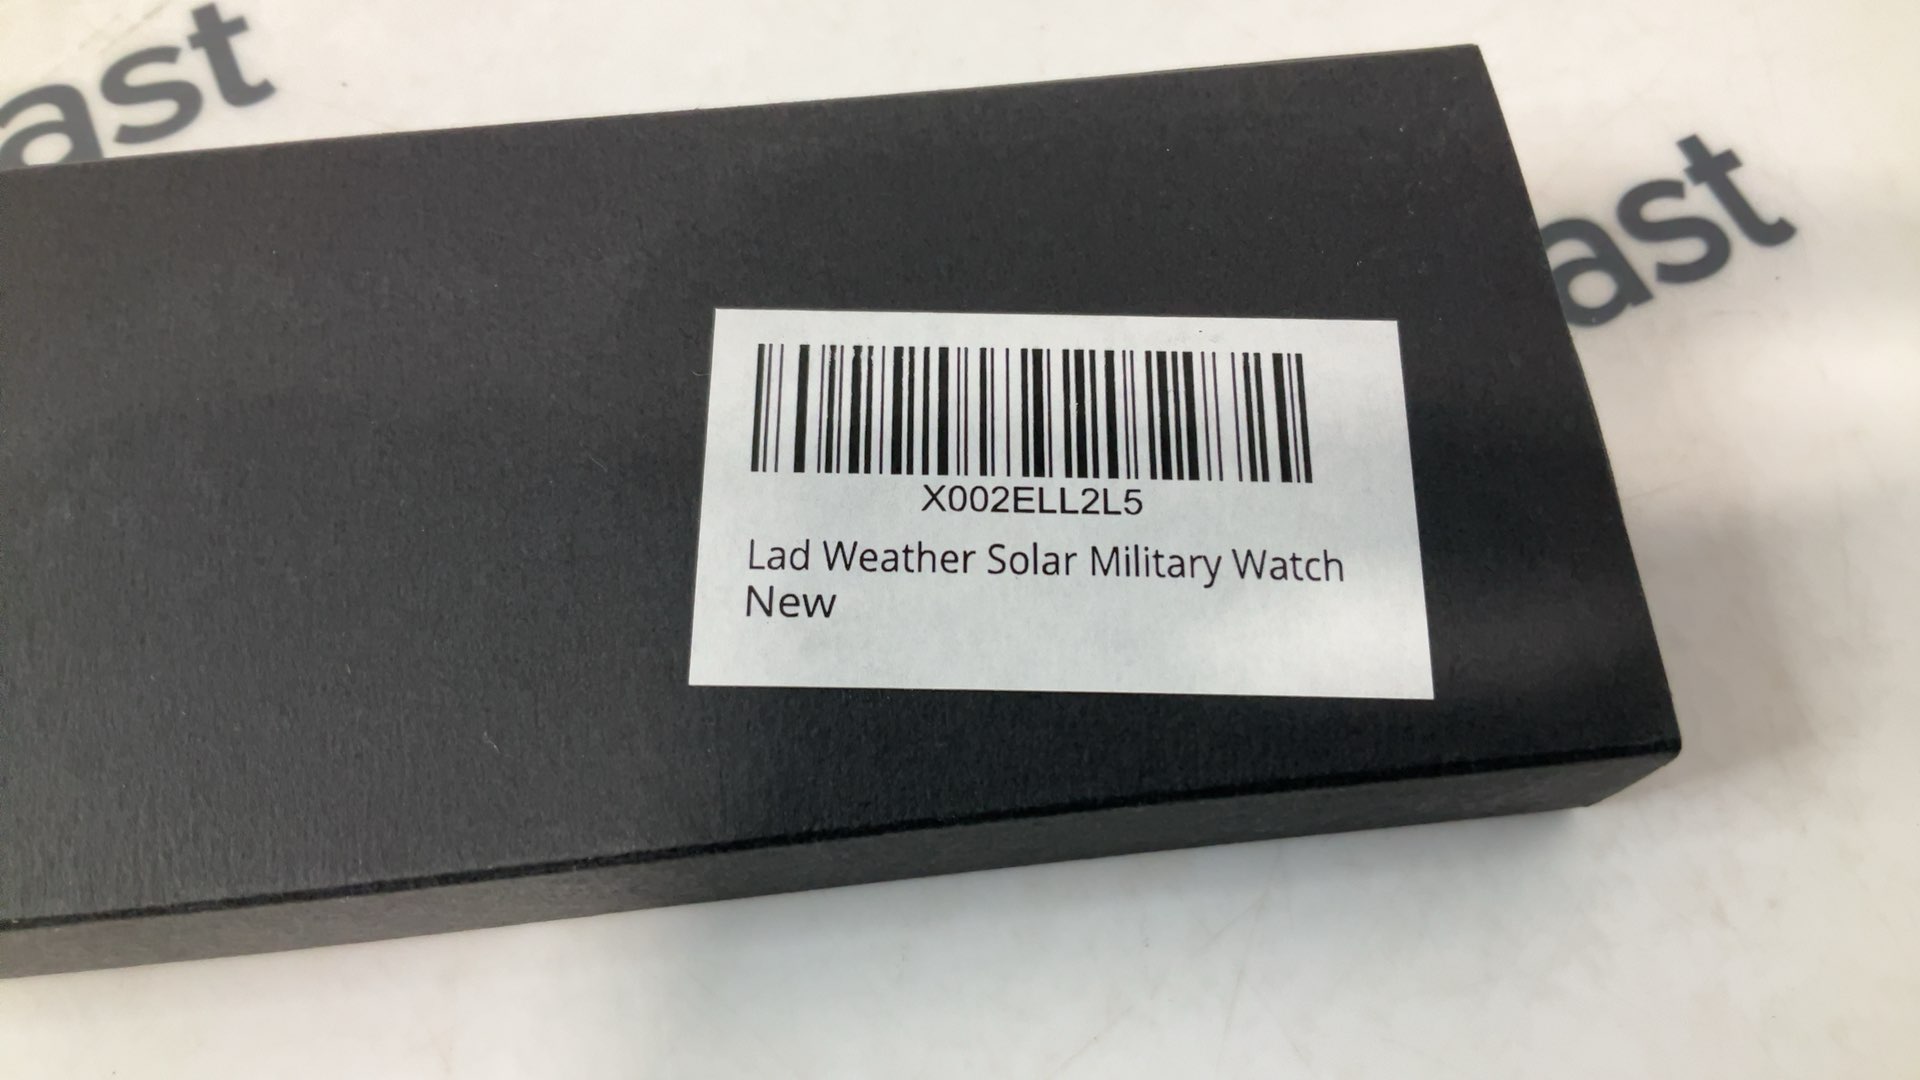 ast
ast
X002ELL2L5
Lad Weather Solar Military Watch
New